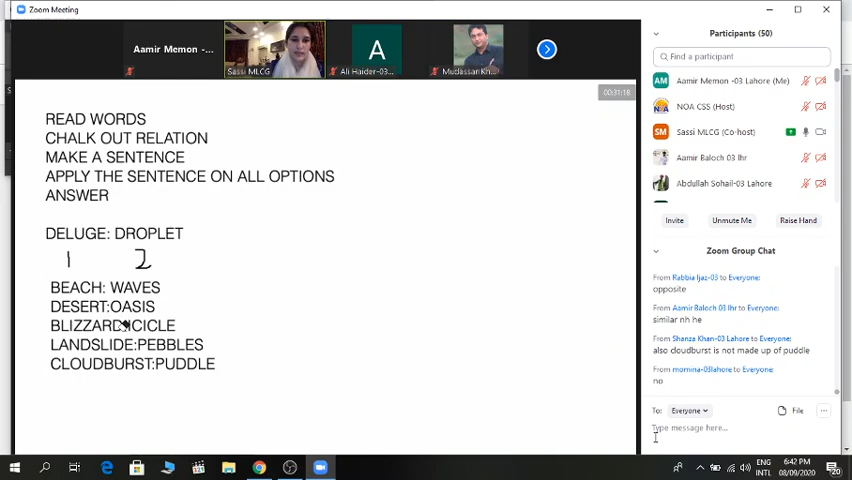 Zoom Meeting
Aamir Memon -...
Sassi MLCG
A
Ali Haider-03...
Mudassan Kh...
00:31:18
READ WORDS
CHALK OUT RELATION
MAKE A SENTENCE
APPLY THE SENTENCE ON ALL OPTIONS
ANSWER
DELUGE: DROPLET
1 2
BEACH: WAVES
DESERT:OASIS
BLIZZARD:ICICLE
LANDSLIDE:PEBBLES
CLOUDBURST:PUDDLE
Participants (50)
Find a participant
AM Aamir Memon -03 Lahore (Me)
NOA CSS (Host)
SM Sassi MLCG (Co-host)
Aamir Baloch 03 lhr
Abdullah Sohail-03 Lahore
Invite Unmute Me Raise Hand
Zoom Group Chat
From Rabbia Ijaz-03 to Everyone:
opposite
From Aamir Baloch 03 lhr to Everyone:
similar nh he
From Shanza Khan-03 Lahore to Everyone:
also cloudburst is not made up of puddle
From momina-03lahore to Everyone:
no
To: Everyone File ...
Type message here...
ENG
INTL
6:42 PM
08/09/2020
20